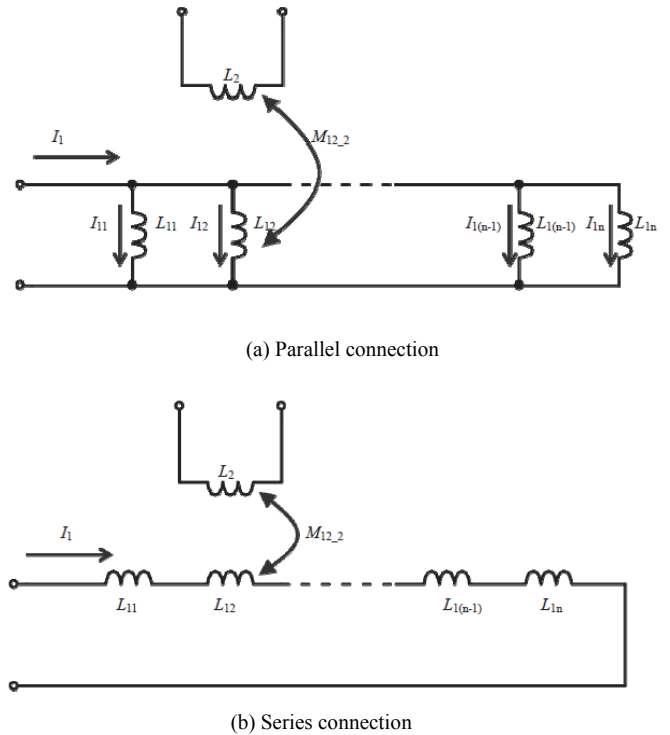 L2
I1
M12_2
I11 L11 I12 L12 I1(n-1) L1(n-1) I1n L1n
(a) Parallel connection
L2
I1
M12_2
L11 L12 L1(n-1) L1n
(b) Series connection